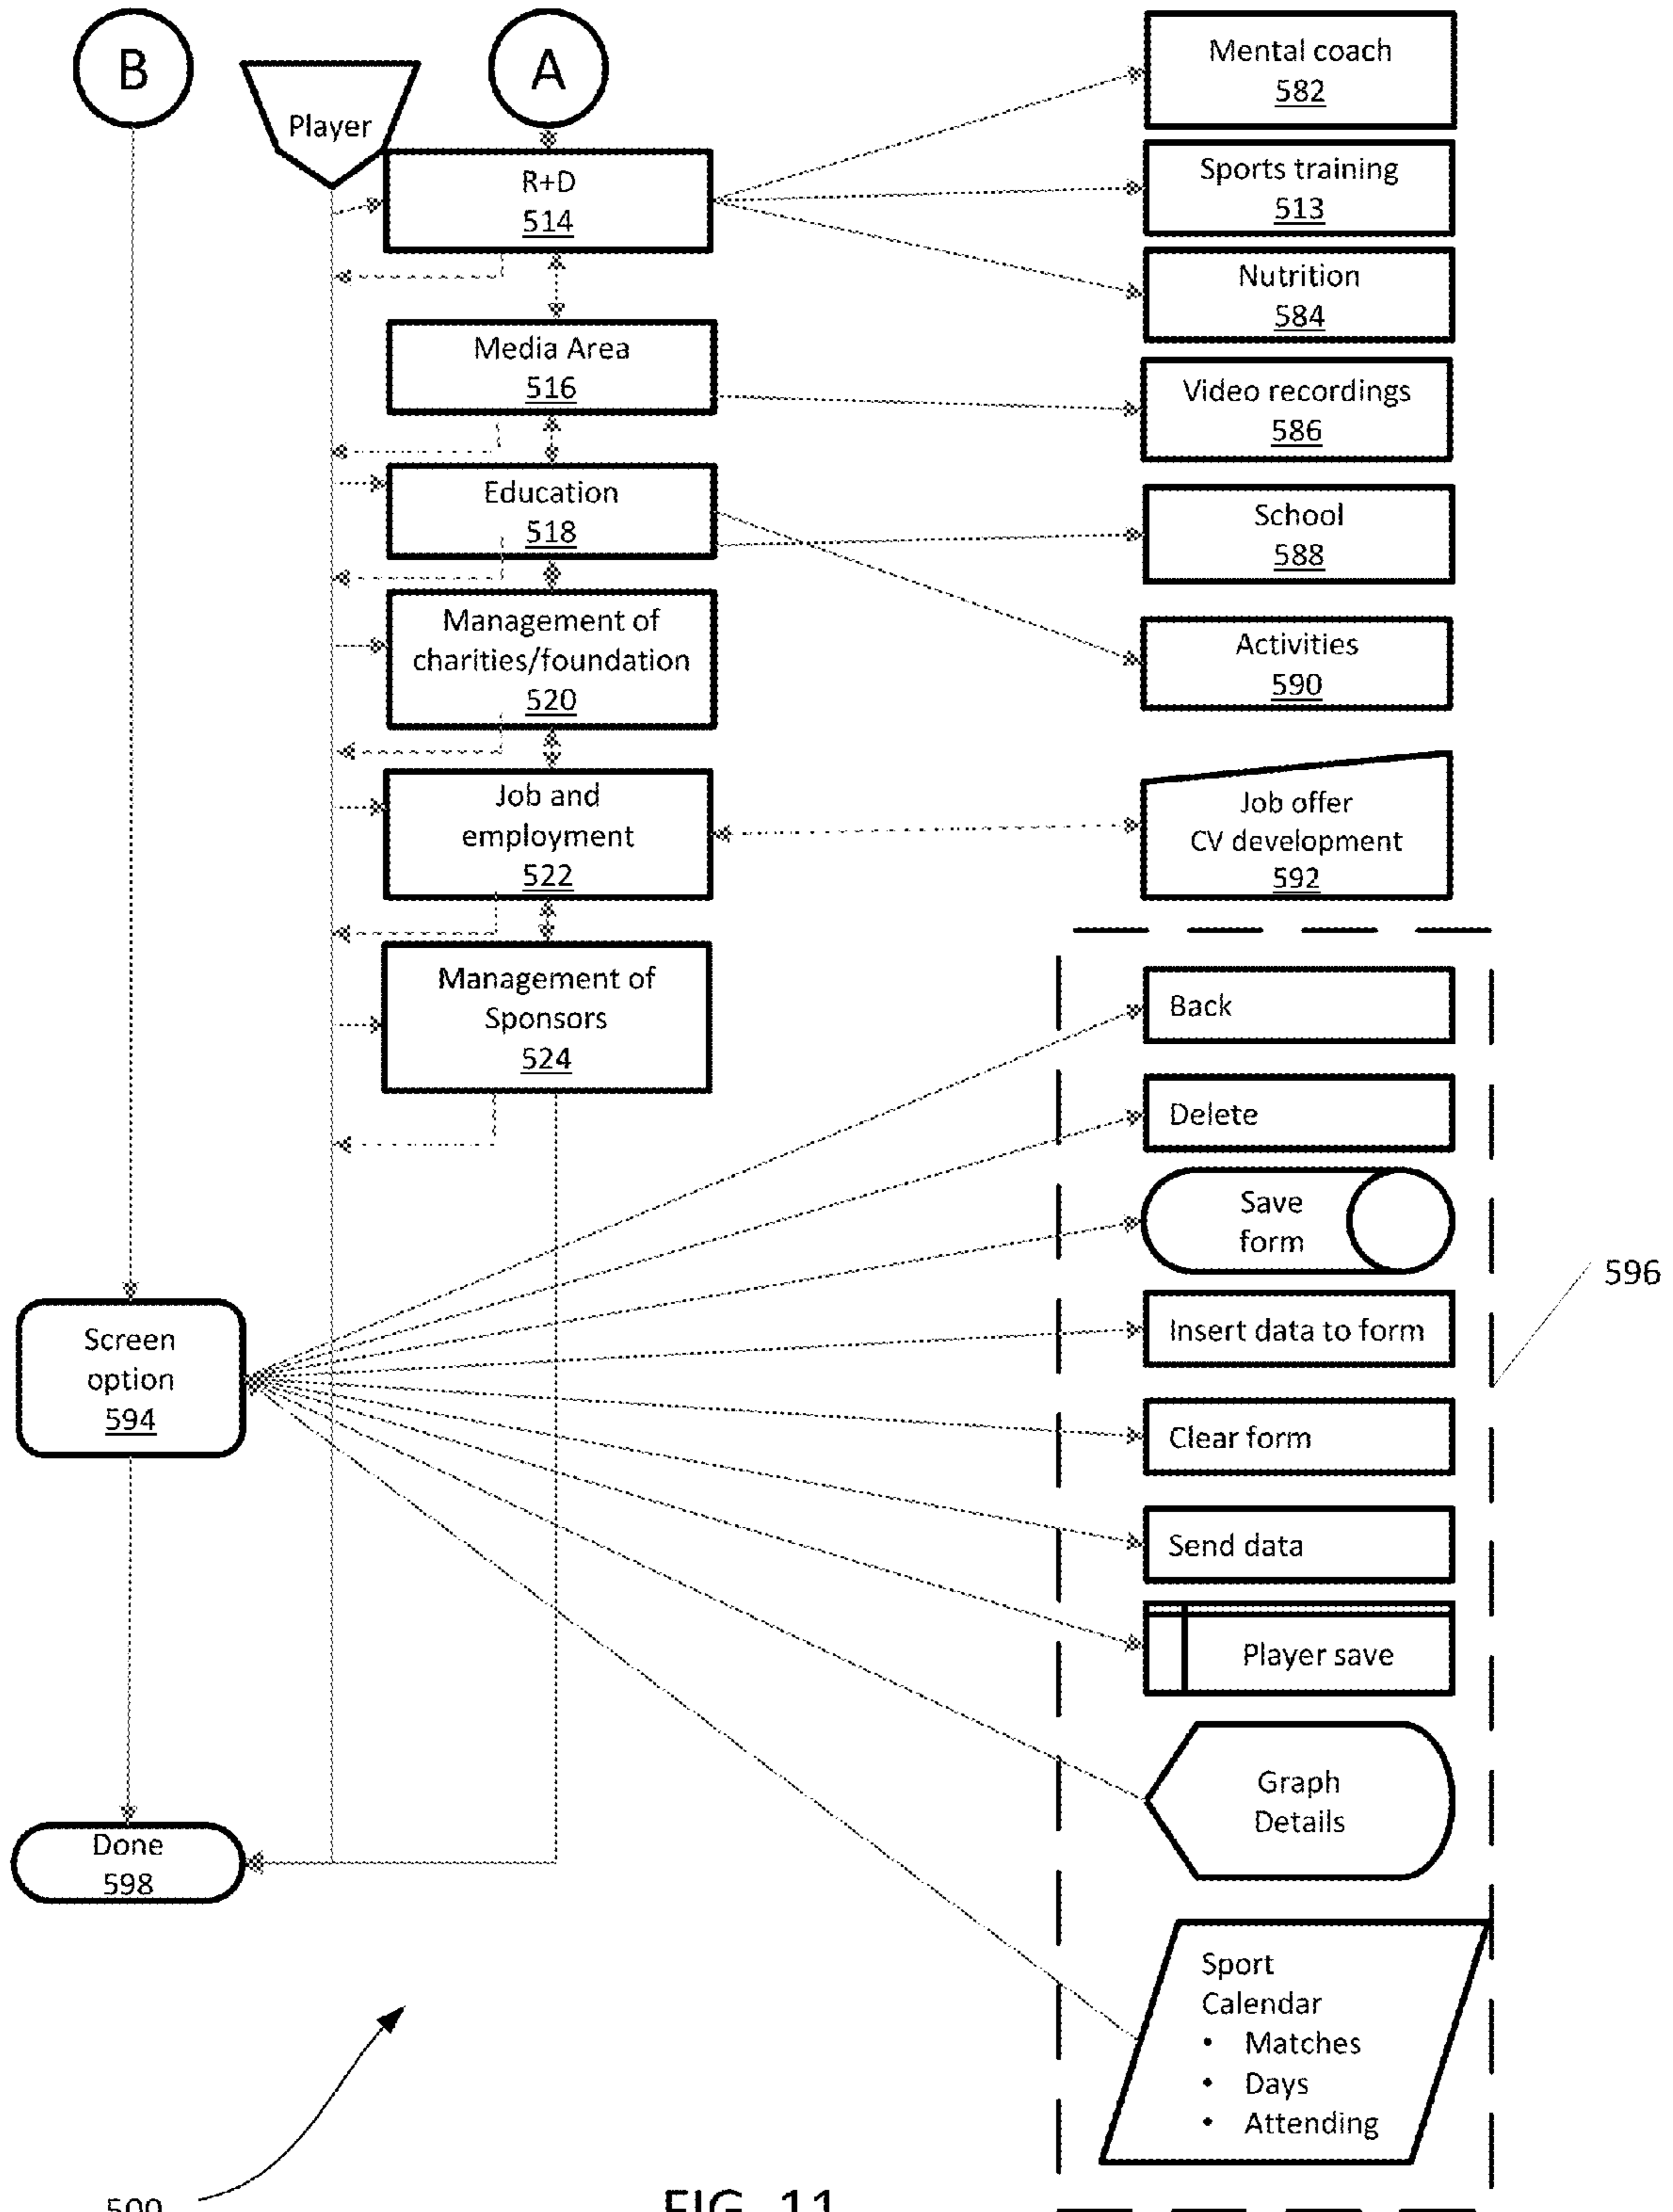 B
Player
A
R+D
514
Media Area
516
Education
518
Management of
charities/foundation
520
Job and
employment
522
Management of
Sponsors
524
Mental coach
582
Sports training
513
Nutrition
584
Video recordings
586
School
588
Activities
590
Job offer
CV development
592
Screen
option
594
Done
598
Back
Delete
Save
form
Insert data to form
Clear form
Send data
Player save
Graph
Details
Sport
Calendar
• Matches
• Days
• Attending
596
500
FIG. 11